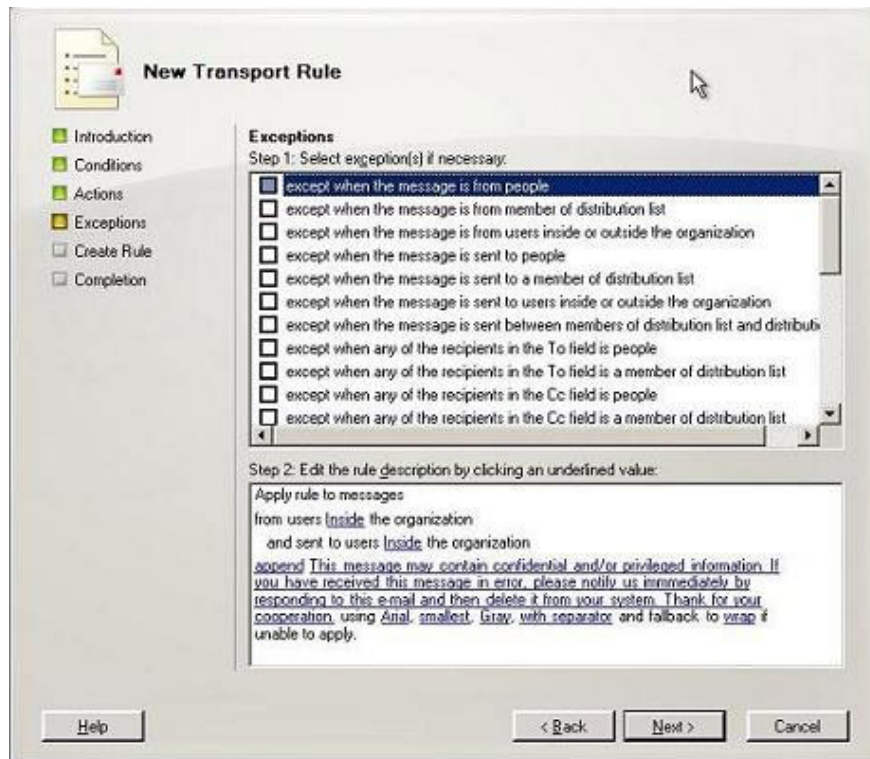 New Transport Rule
Introduction
Conditions
Actions
Exceptions
Create Rule
Completion
Exceptions
Step 1: Select exception(s) if necessary:
except when the message is from people
except when the message is from member of distribution list
except when the message is from users inside or outside the organization
except when the message is sent to people
except when the message is sent to a member of distribution list
except when the message is sent to users inside or outside the organization
except when the message is sent between members of distribution list and distributi
except when any of the recipients in the To field is people
except when any of the recipients in the To field is a member of distribution list
except when any of the recipients in the Cc field is people
except when any of the recipients in the Cc field is a member of distribution list
Step 2: Edit the rule description by clicking an underlined value:
Apply rule to messages
from users Inside the organization
and sent to users Inside the organization
append This message may contain confidential and/or privileged information. If
you have received this message in error, please notify us immmediately by
responding to this e-mail and then delete it from your system. Thank for your
cooperation, using Arial, smallest, Gray, with separator and fallback to wrap if
unable to apply.
Help
< Back
Next >
Cancel